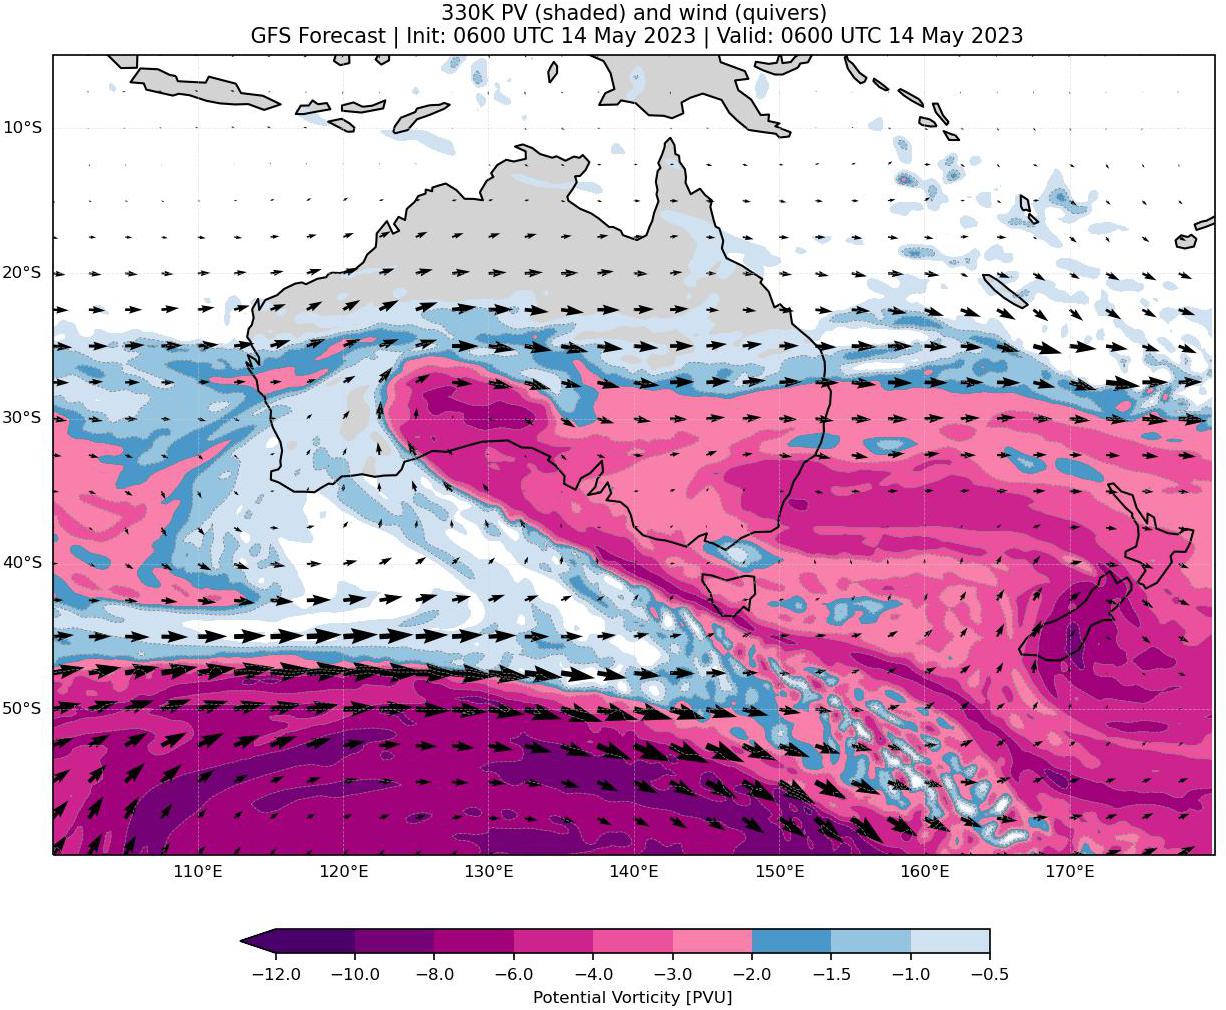 330K PV (shaded) and wind (quivers)
GFS Forecast | Init: 0600 UTC 14 May 2023 | Valid: 0600 UTC 14 May 2023
10°S
20°S
30°S
40°S
50°S
110°E 120°E 130°E 140°E 150°E 160°E 170°E
−12.0 −10.0 −8.0 −6.0 −4.0 −3.0 −2.0 −1.5 −1.0 −0.5
Potential Vorticity [PVU]